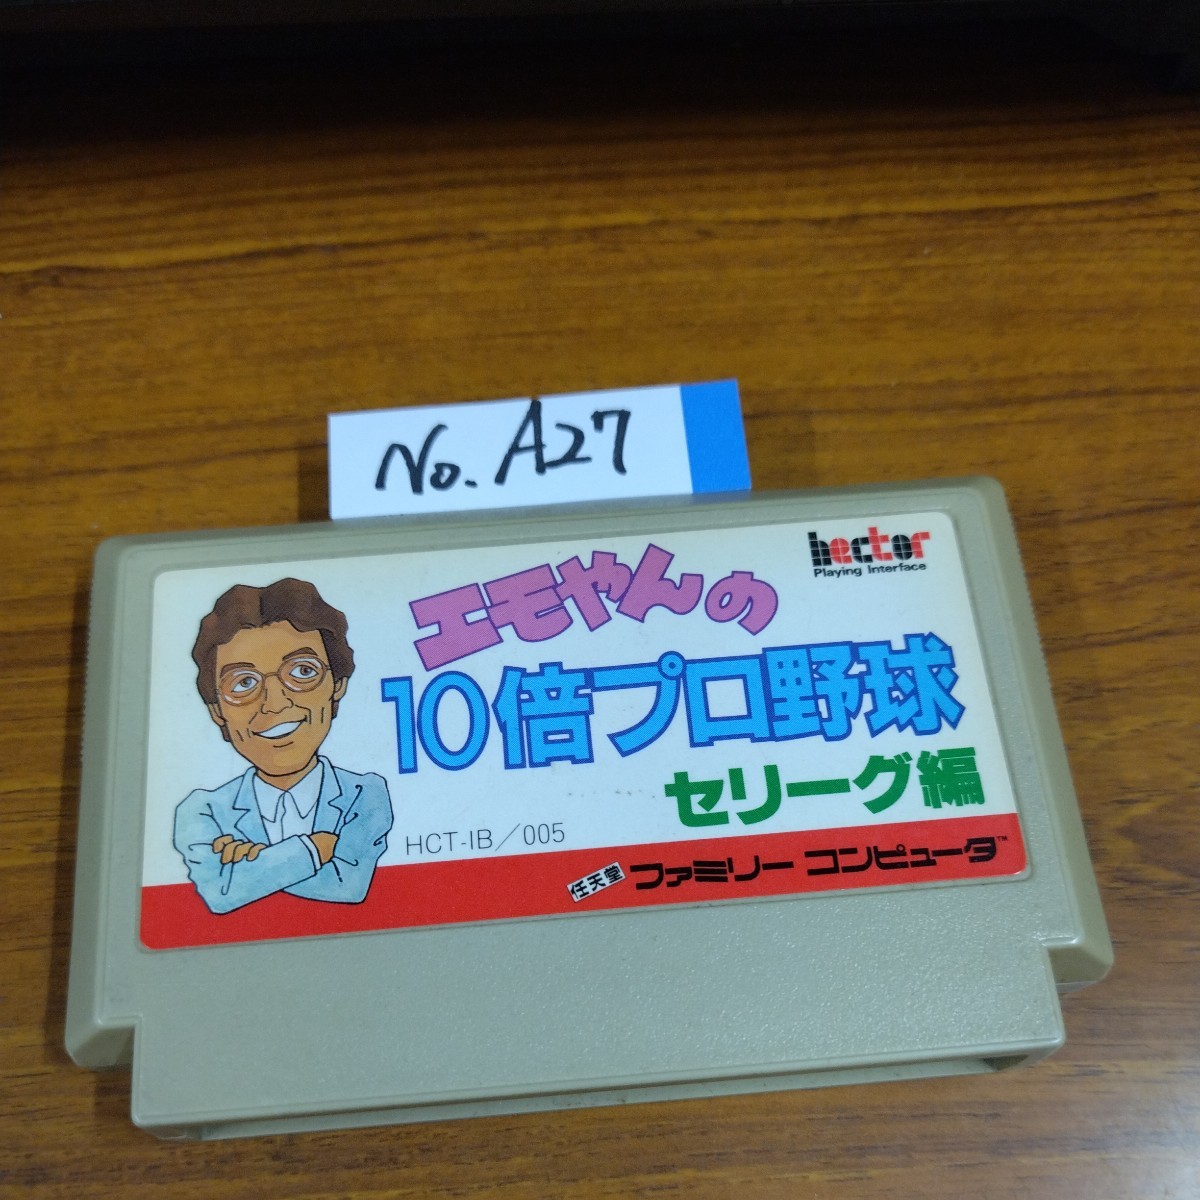 No. A27
hector
Playing Interface
エモやんの
10倍プロ野球
セリーグ編
HCT-IB/005
任天堂 ファミリー コンピュータ™